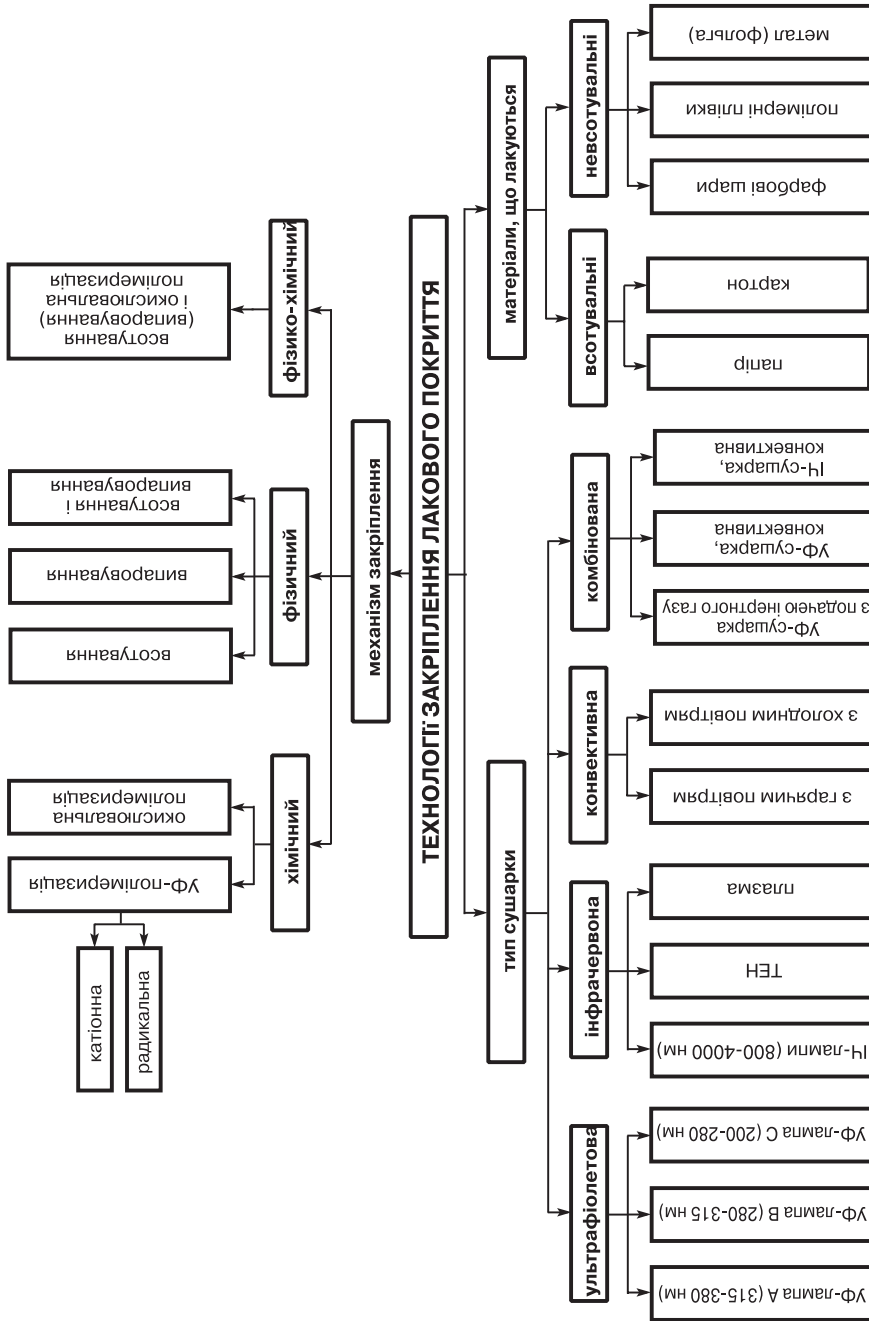 катіонна
радикальна
УФ-полімеризація
окислювальна
полімеризація
всотування
випаровування
всотування і
випаровування
всотування
(випаровування)
і окислювальна
полімеризація
хімічний
фізичний
фізико-хімічний
механізм закріплення
ТЕХНОЛОГІЇ ЗАКРІПЛЕННЯ ЛАКОВОГО ПОКРИТТЯ
тип сушарки
матеріали, що лакуються
ультрафіолетова
інфрачервона
конвективна
комбінована
всотувальні
невсотувальні
УФ-лампа А (315-380 нм)
УФ-лампа В (280-315 нм)
УФ-лампа С (200-280 нм)
ІЧ-лампи (800-4000 нм)
ТЕН
плазма
з гарячим повітрям
з холодним повітрям
УФ-сушарка
з подачею інертного газу
УФ-сушарка,
конвективна
ІЧ-сушарка,
конвективна
папір
картон
фарбові шари
полімерні плівки
метал (фольга)